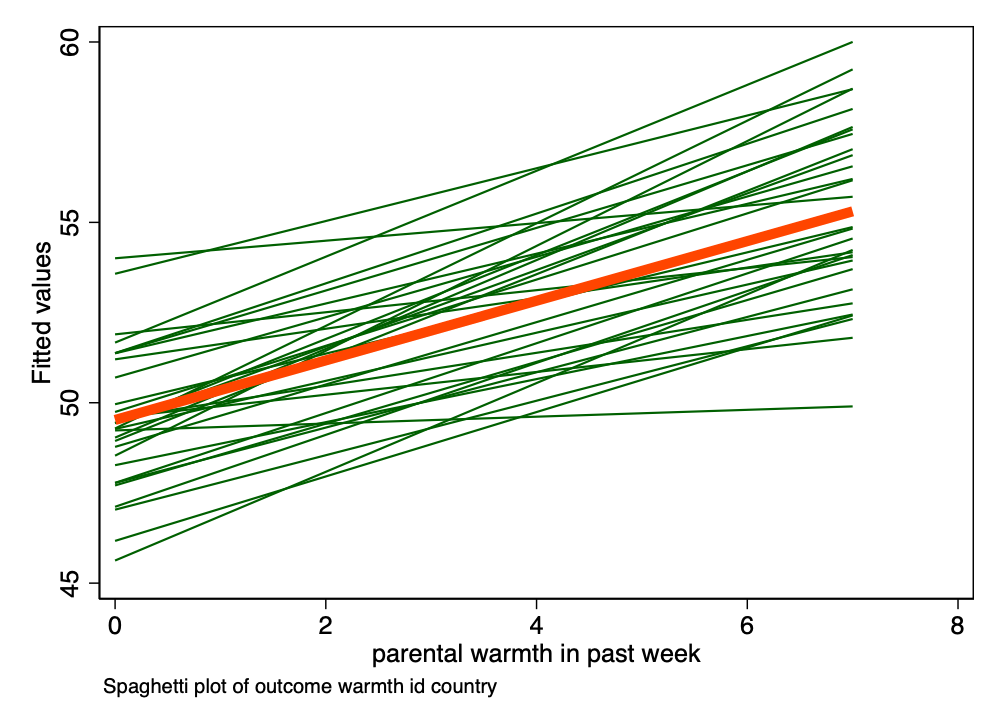 60
55
50
45
Fitted values
0 2 4 6 8
parental warmth in past week
Spaghetti plot of outcome warmth id country